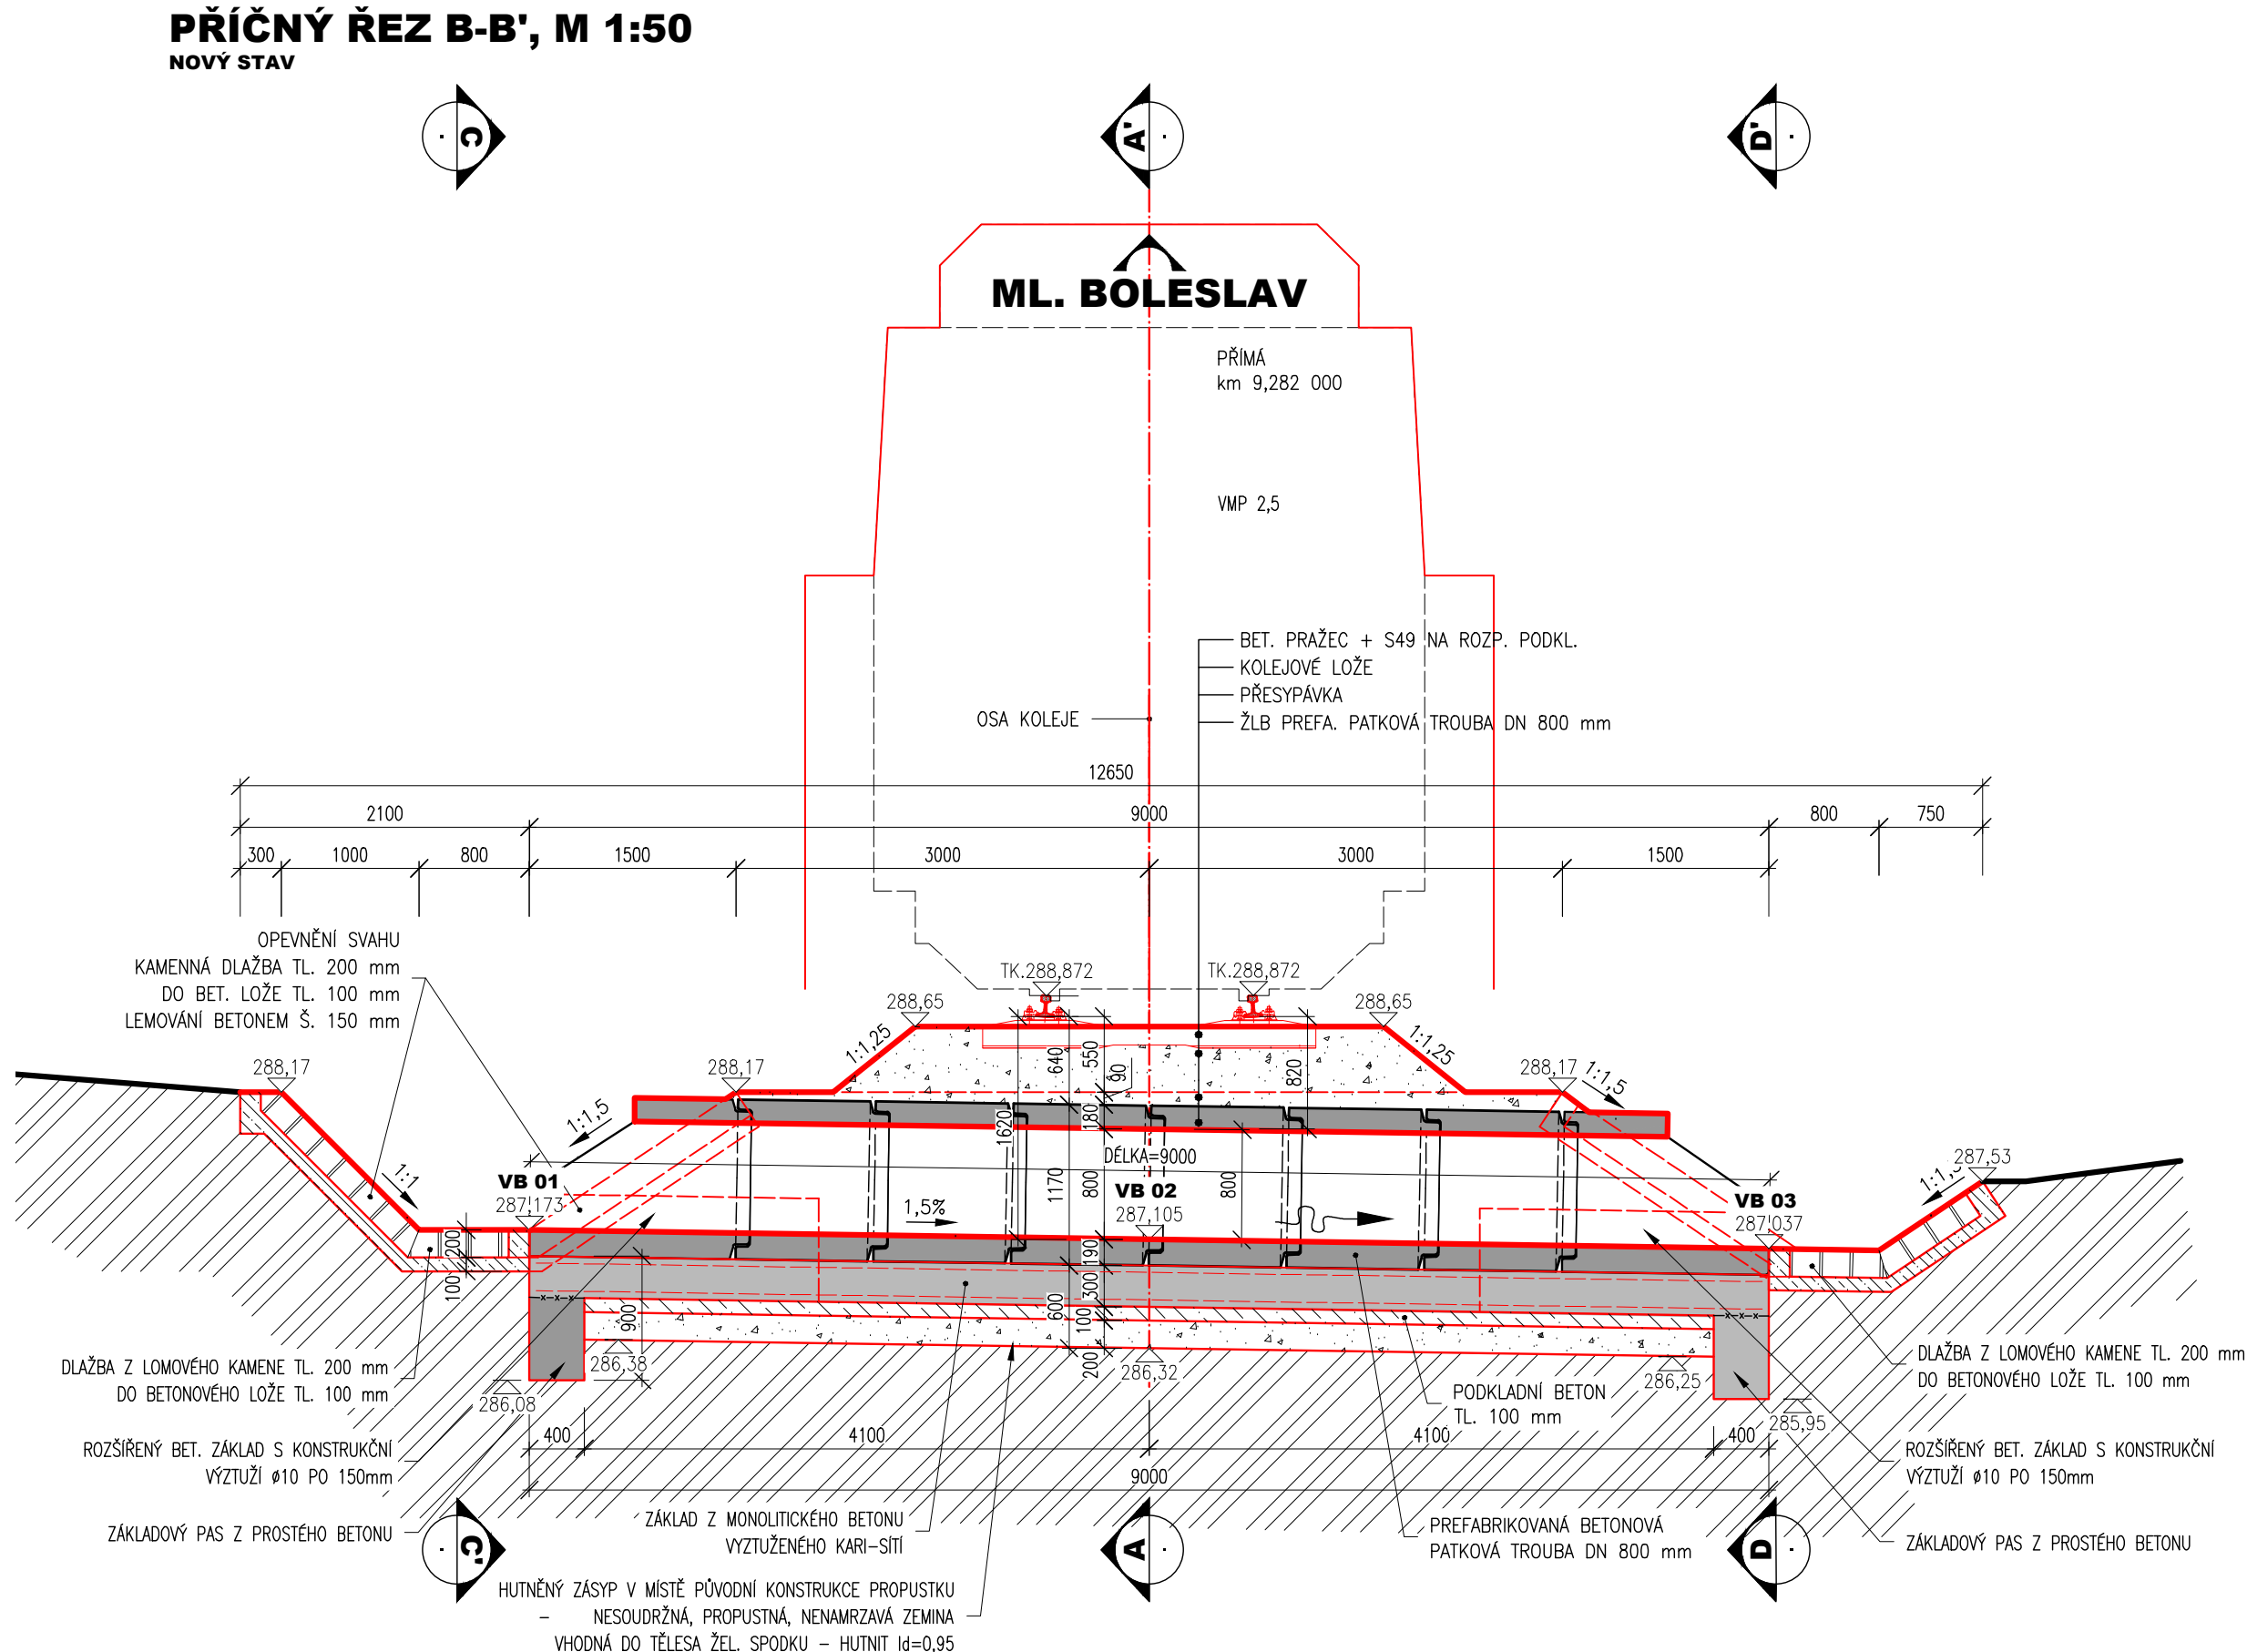 PŘÍČNÝ ŘEZ B-B', M 1:50
NOVÝ STAV
C
A'
D'
ML. BOLESLAV
PŘÍMÁ
km 9,282 000
VMP 2,5
BET. PRAŽEC + S49 NA ROZP. PODKL.
KOLEJOVÉ LOŽE
PŘESYPÁVKA
ŽLB PREFA. PATKOVÁ TROUBA DN 800 mm
OSA KOLEJE
12650
2100
9000
800
750
300
1000
800
1500
3000
3000
1500
OPEVNĚNÍ SVAHU
KAMENNÁ DLAŽBA TL. 200 mm
DO BET. LOŽE TL. 100 mm
LEMOVÁNÍ BETONEM Š. 150 mm
TK.288,872
TK.288,872
288,65
288,65
1:1,25
1:1,25
288,17
288,17
288,17
1:1,5
1:1,5
1:1
640
550
90
820
1620
180
DÉLKA=9000
287,53
VB 01
287,173
VB 02
287,105
VB 03
287,037
1170
800
800
1,5%
200
100
190
300
600
100
200
900
286,38
286,08
286,32
286,25
285,95
DLAŽBA Z LOMOVÉHO KAMENE TL. 200 mm
DO BETONOVÉHO LOŽE TL. 100 mm
DLAŽBA Z LOMOVÉHO KAMENE TL. 200 mm
DO BETONOVÉHO LOŽE TL. 100 mm
PODKLADNÍ BETON
TL. 100 mm
400
4100
4100
400
9000
ROZŠÍŘENÝ BET. ZÁKLAD S KONSTRUKČNÍ
VÝZTUŽÍ ø10 PO 150mm
ROZŠÍŘENÝ BET. ZÁKLAD S KONSTRUKČNÍ
VÝZTUŽÍ ø10 PO 150mm
ZÁKLADOVÝ PAS Z PROSTÉHO BETONU
ZÁKLAD Z MONOLITICKÉHO BETONU
VYZTUŽENÉHO KARI-SÍTÍ
PREFABRIKOVANÁ BETONOVÁ
PATKOVÁ TROUBA DN 800 mm
ZÁKLADOVÝ PAS Z PROSTÉHO BETONU
C'
A
D
HUTNĚNÝ ZÁSYP V MÍSTĚ PŮVODNÍ KONSTRUKCE PROPUSTKU
- NESOUDRŽNÁ, PROPUSTNÁ, NENAMRZAVÁ ZEMINA
VHODNÁ DO TĚLESA ŽEL. SPODKU - HUTNIT Id=0,95